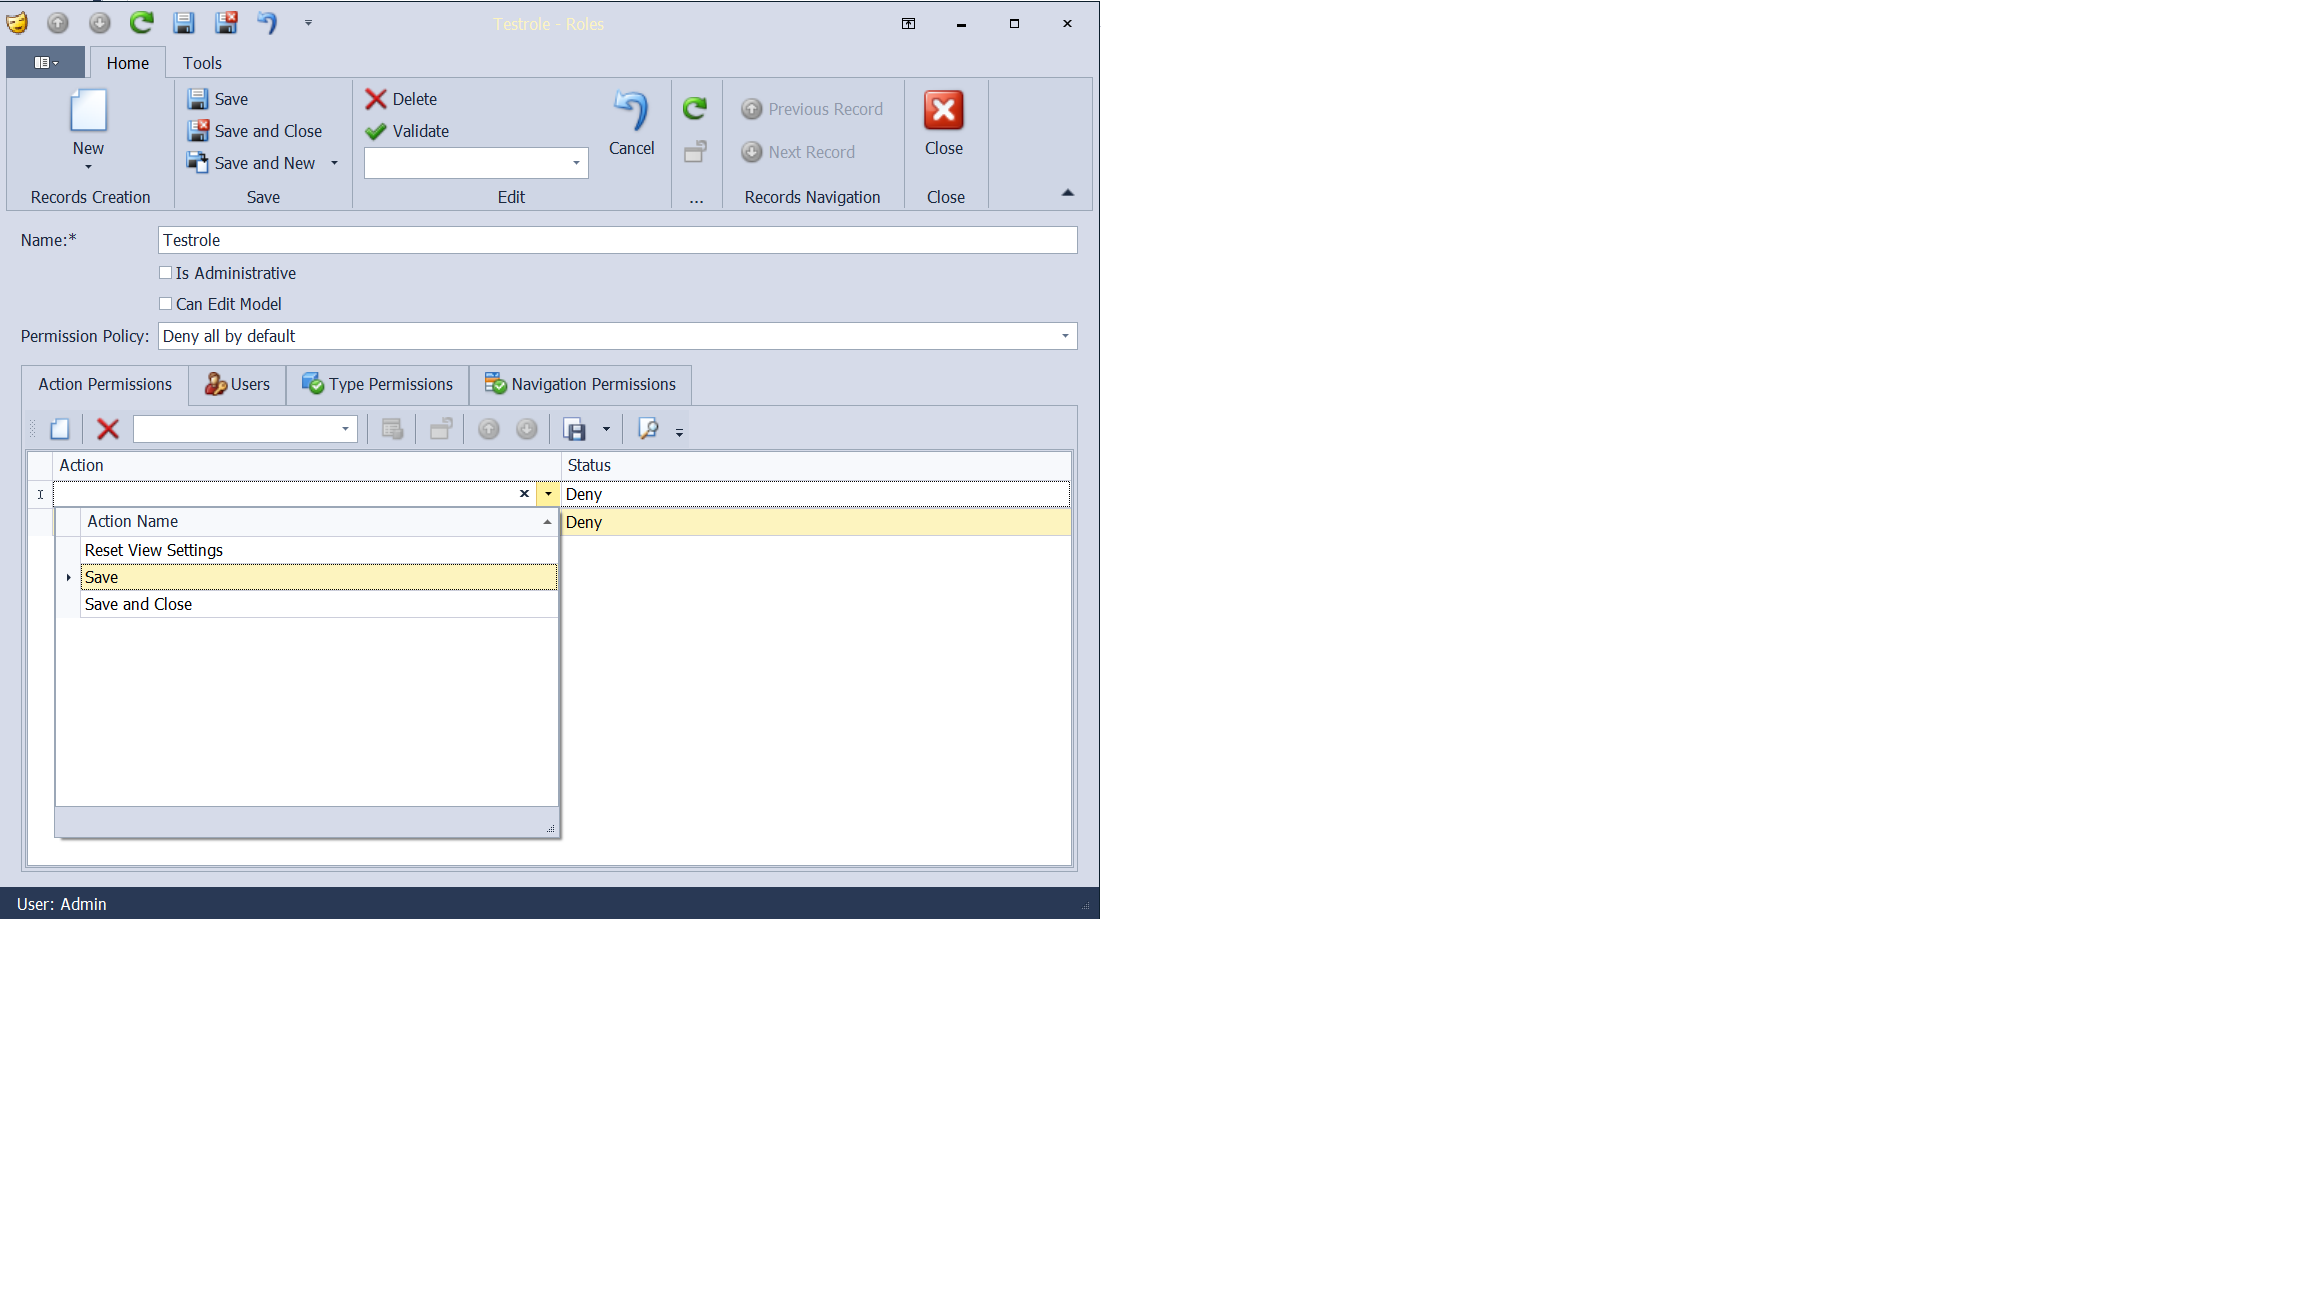 Testrole - Roles
Home
Tools
New
Records Creation
Save
Save and Close
Save and New
Save
Delete
Validate
Cancel
Edit
...
Previous Record
Next Record
Records Navigation
Close
Close
Name:*
Testrole
Is Administrative
Can Edit Model
Permission Policy:
Deny all by default
Action Permissions
Users
Type Permissions
Navigation Permissions
Action
Status
Deny
Deny
Action Name
Reset View Settings
Save
Save and Close
User: Admin